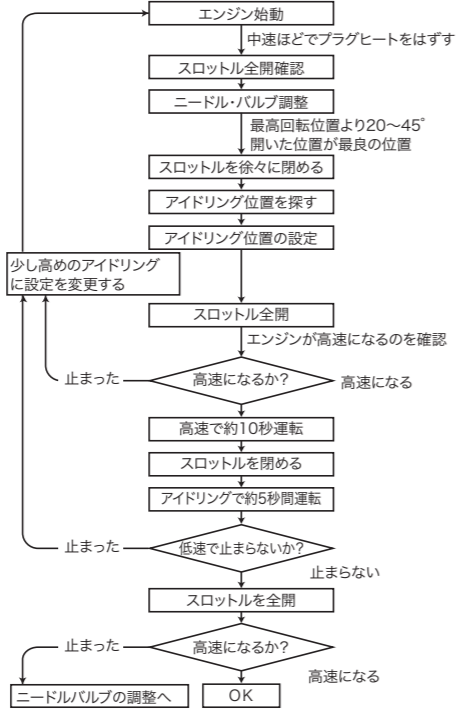 エンジン始動
中速ほどでプラグヒートをはずす
スロットル全開確認
ニードル・バルブ調整
最高回転位置より20～45°
開いた位置が最良の位置
スロットルを徐々に閉める
アイドリング位置を探す
アイドリング位置の設定
少し高めのアイドリング
に設定を変更する
スロットル全開
エンジンが高速になるのを確認
止まった
高速になるか？
高速になる
高速で約10秒運転
スロットルを閉める
アイドリングで約5秒間運転
止まった
低速で止まらないか？
止まらない
スロットルを全開
止まった
高速になるか？
高速になる
ニードルバルブの調整へ
OK